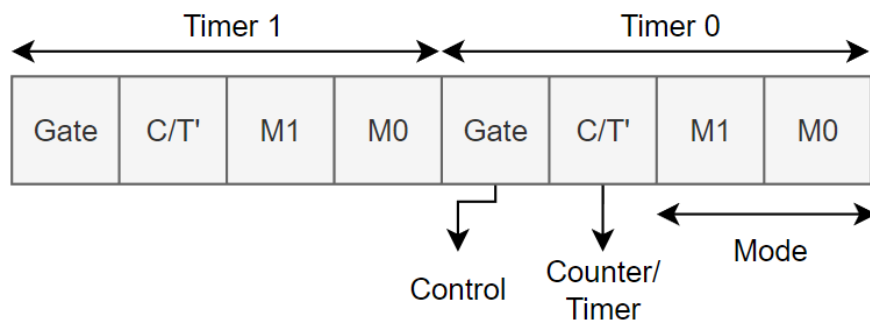 Timer 1 Timer 0
Gate C/T' M1 M0 Gate C/T' M1 M0
Control Counter/ Mode
Timer